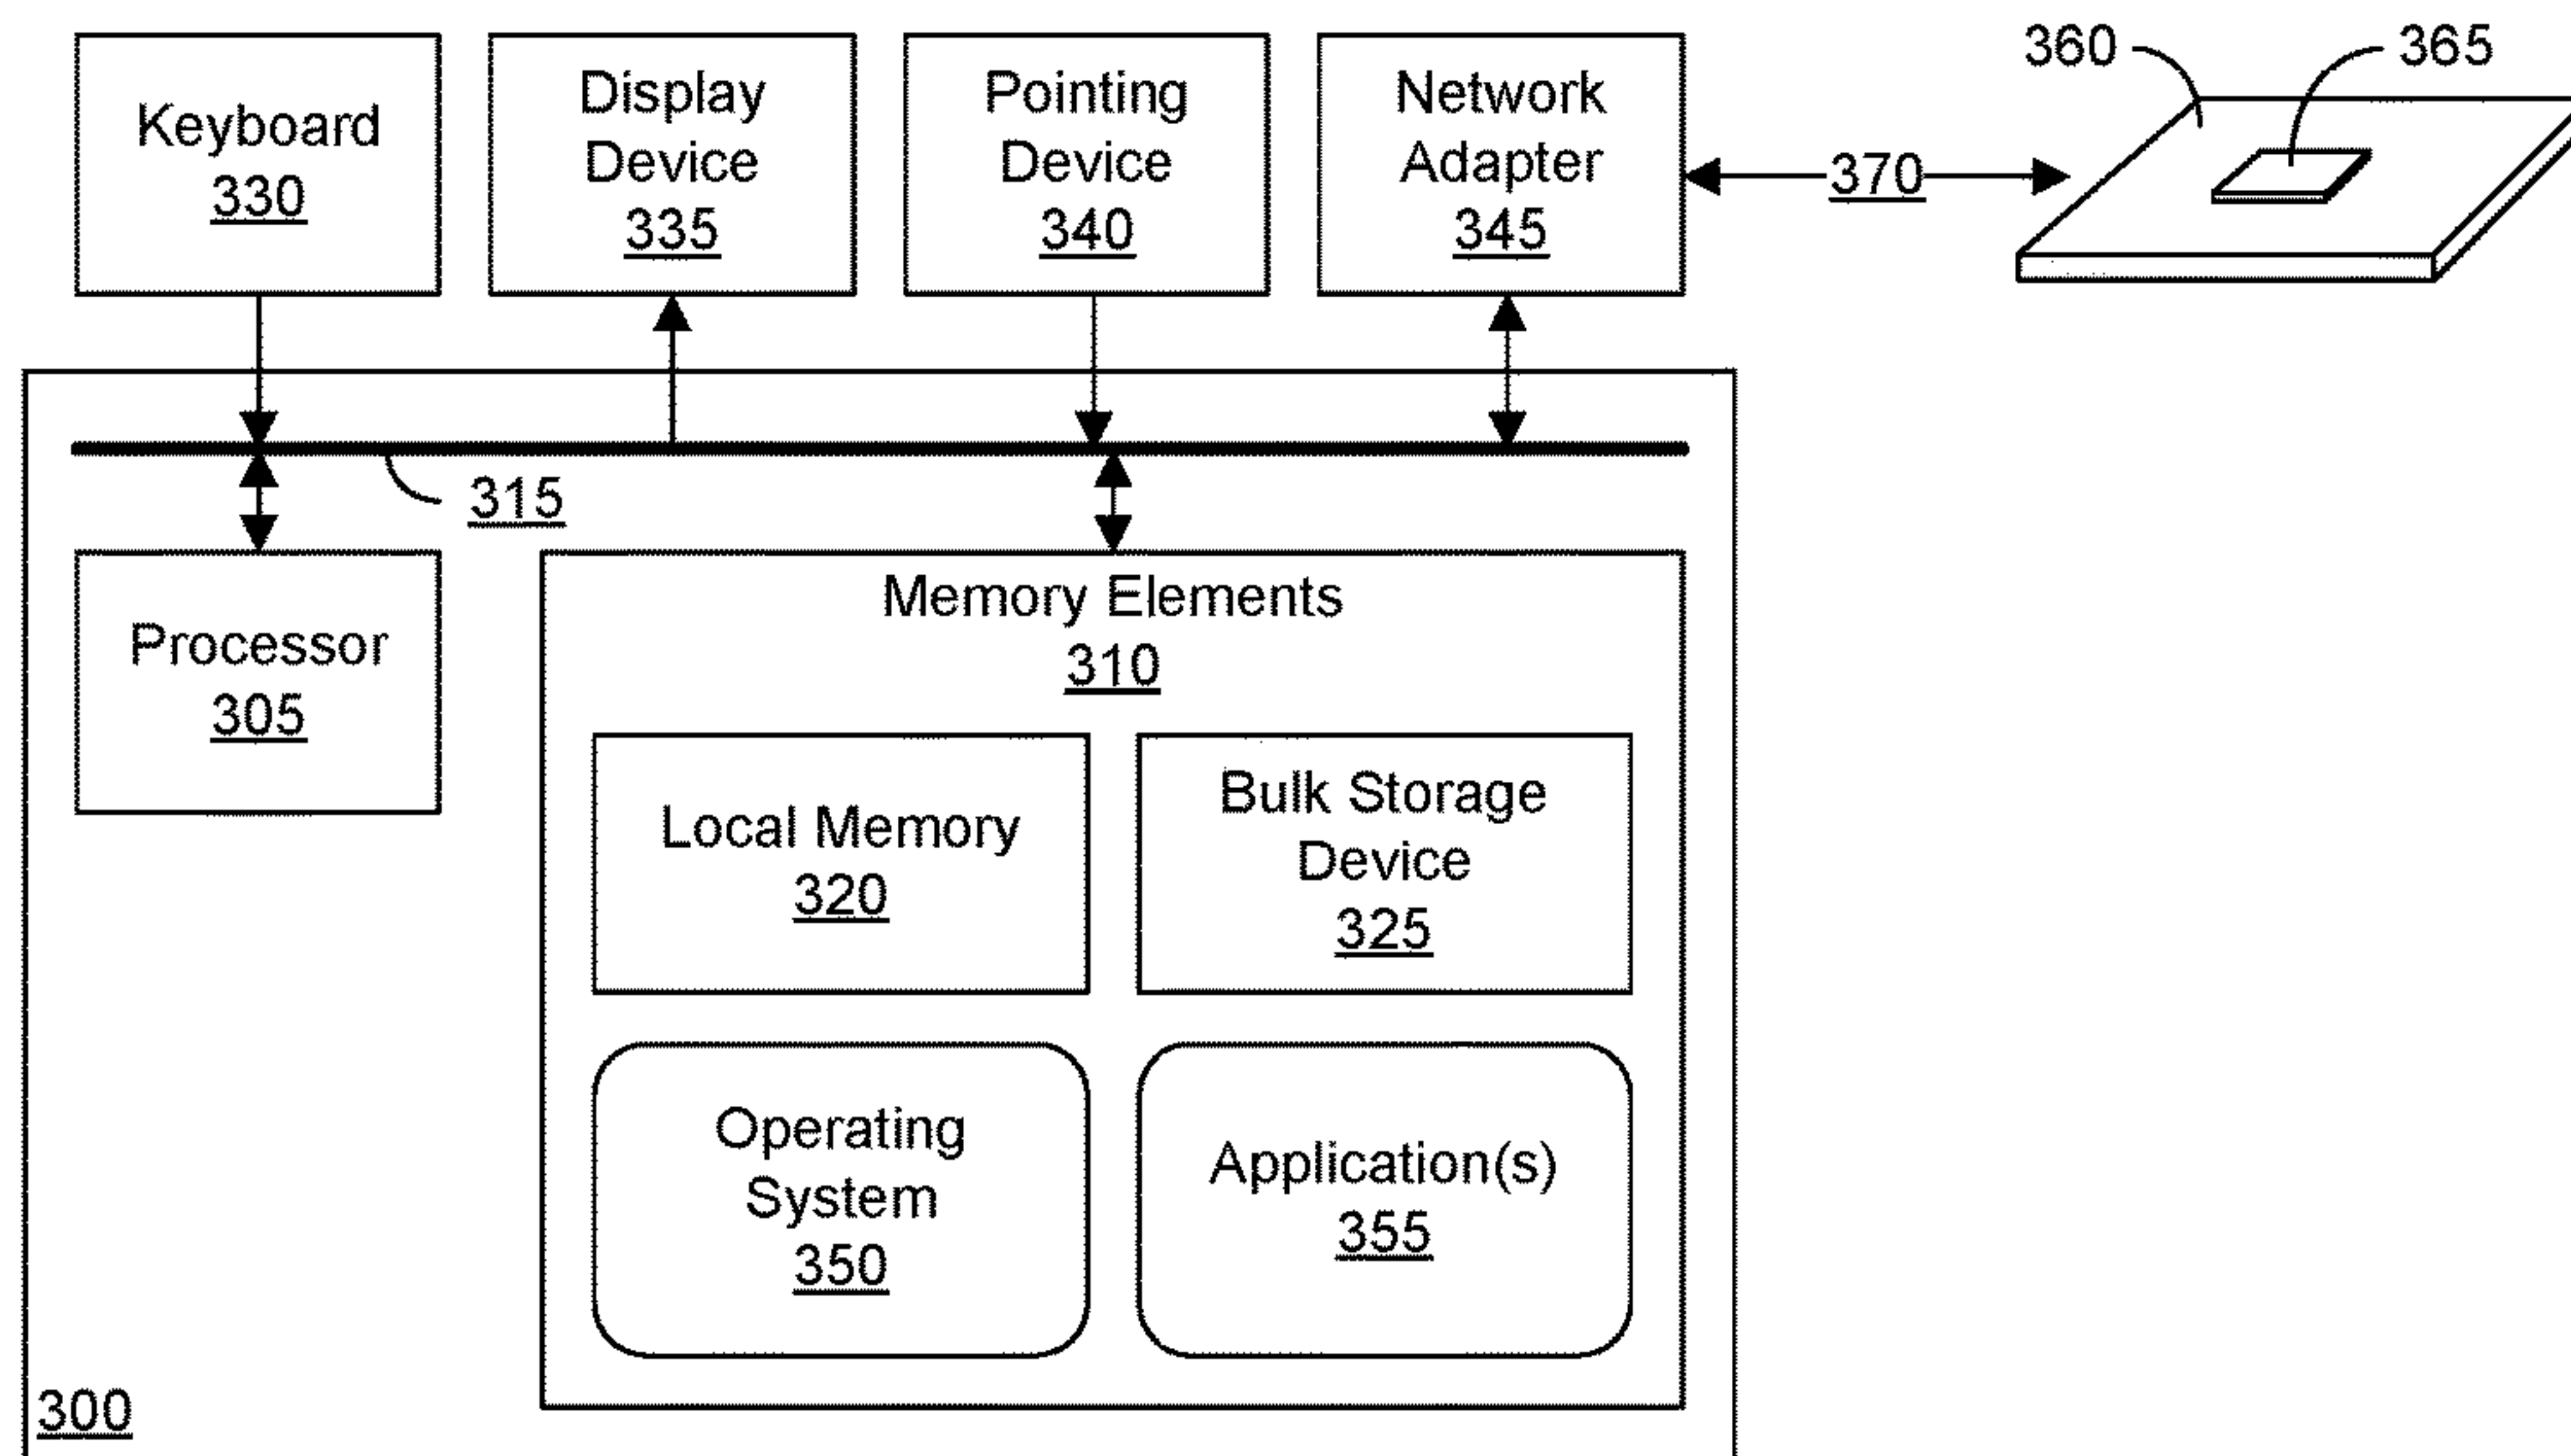 Keyboard
330
Display
Device
335
Pointing
Device
340
Network
Adapter
345
370
360
365
315
Processor
305
Memory Elements
310
Local Memory
320
Bulk Storage
Device
325
Operating
System
350
Application(s)
355
300